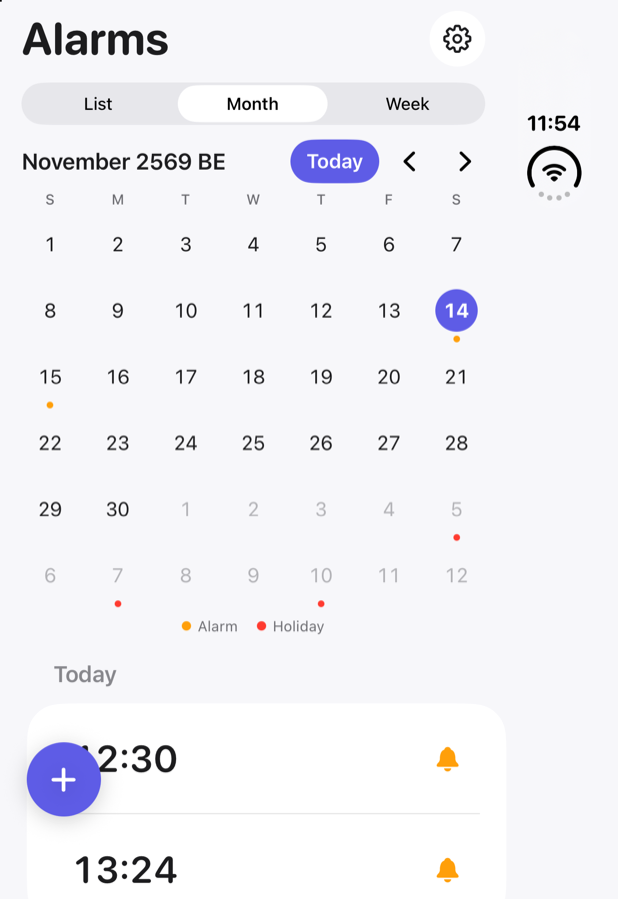 Alarms
List Month Week
11:54
November 2569 BE Today
S M T W T F S
1 2 3 4 5 6 7
8 9 10 11 12 13 14
15 16 17 18 19 20 21
22 23 24 25 26 27 28
29 30 1 2 3 4 5
6 7 8 9 10 11 12
Alarm Holiday
Today
12:30
13:24